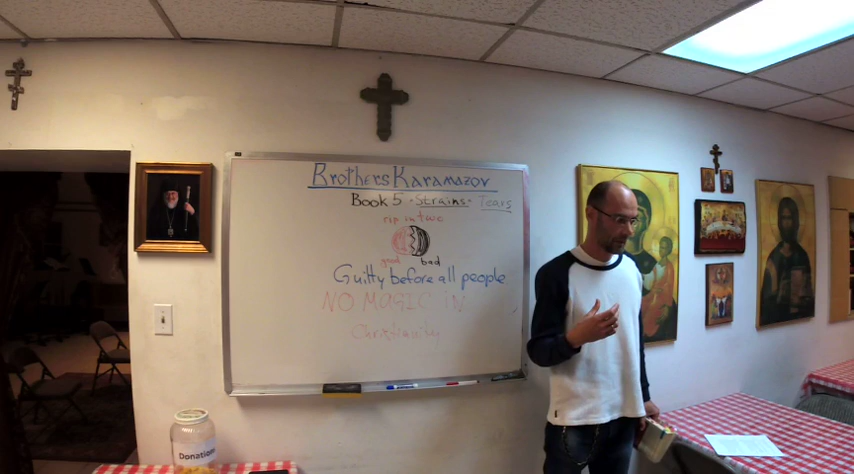 Brothers Karamazov
Book 5 - Strains - Tears
rip in two
good bad
Guilty before all people
NO MAGIC IN
Christianity
Donations